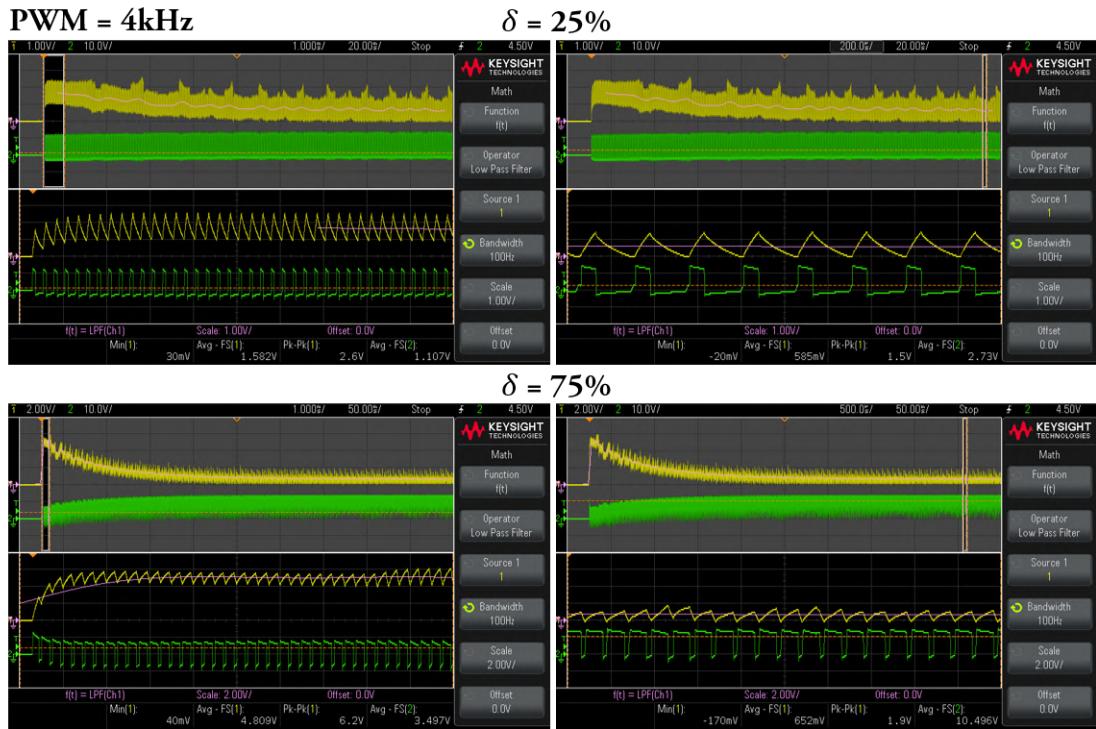 PWM = 4kHz
δ = 25%
1 1.00V/ 2 10.0V/ 1.000s/ 20.00s/ Stop 2 4.50V
KEYSIGHT
TECHNOLOGIES
Math
Function
f(t)
Operator
Low Pass Filter
Source 1
1
Bandwidth
100Hz
Scale
1.00V/
Offset
0.0V
f(t) = LPF(Ch1) Scale: 1.00V/ Offset: 0.0V
Min(1): Avg - FS(1): Pk-Pk(1): Avg - FS(2):
30mV 1.582V 2.6V 1.107V
1 1.00V/ 2 10.0V/ 200.0s/ 20.00s/ Stop 2 4.50V
KEYSIGHT
TECHNOLOGIES
Math
Function
f(t)
Operator
Low Pass Filter
Source 1
1
Bandwidth
100Hz
Scale
1.00V/
Offset
0.0V
f(t) = LPF(Ch1) Scale: 1.00V/ Offset: 0.0V
Min(1): Avg - FS(1): Pk-Pk(1): Avg - FS(2):
-20mV 585mV 1.5V 2.73V
δ = 75%
1 2.00V/ 2 10.0V/ 1.000s/ 50.00s/ Stop 2 4.50V
KEYSIGHT
TECHNOLOGIES
Math
Function
f(t)
Operator
Low Pass Filter
Source 1
1
Bandwidth
100Hz
Scale
2.00V/
Offset
0.0V
f(t) = LPF(Ch1) Scale: 2.00V/ Offset: 0.0V
Min(1): Avg - FS(1): Pk-Pk(1): Avg - FS(2):
40mV 4.809V 6.2V 3.497V
1 2.00V/ 2 10.0V/ 500.0s/ 50.00s/ Stop 2 4.50V
KEYSIGHT
TECHNOLOGIES
Math
Function
f(t)
Operator
Low Pass Filter
Source 1
1
Bandwidth
100Hz
Scale
2.00V/
Offset
0.0V
f(t) = LPF(Ch1) Scale: 2.00V/ Offset: 0.0V
Min(1): Avg - FS(1): Pk-Pk(1): Avg - FS(2):
-170mV 652mV 1.9V 10.496V